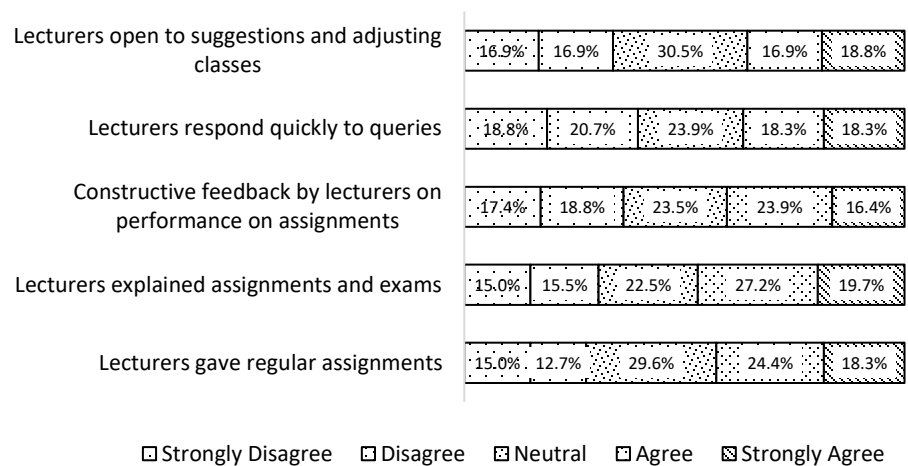 Lecturers open to suggestions and adjusting
classes
16.9% 16.9% 30.5% 16.9% 18.8%
Lecturers respond quickly to queries
18.8% 20.7% 23.9% 18.3% 18.3%
Constructive feedback by lecturers on
performance on assignments
17.4% 18.8% 23.5% 23.9% 16.4%
Lecturers explained assignments and exams
15.0% 15.5% 22.5% 27.2% 19.7%
Lecturers gave regular assignments
15.0% 12.7% 29.6% 24.4% 18.3%
Strongly Disagree Disagree Neutral Agree Strongly Agree